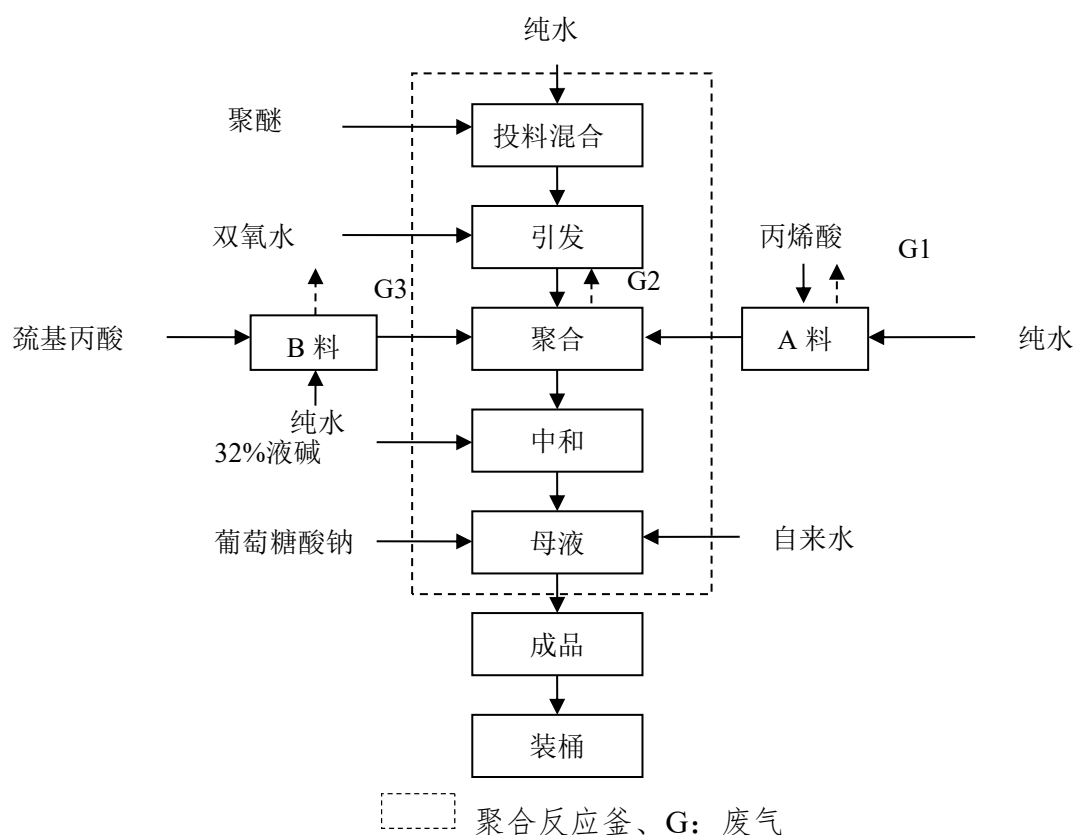 纯水
聚醚
投料混合
双氧水
引发
丙烯酸
G1
G3
G2
巯基丙酸
B 料
聚合
A 料
纯水
纯水
32%液碱
中和
葡萄糖酸钠
母液
自来水
成品
装桶
聚合反应釜、G：废气